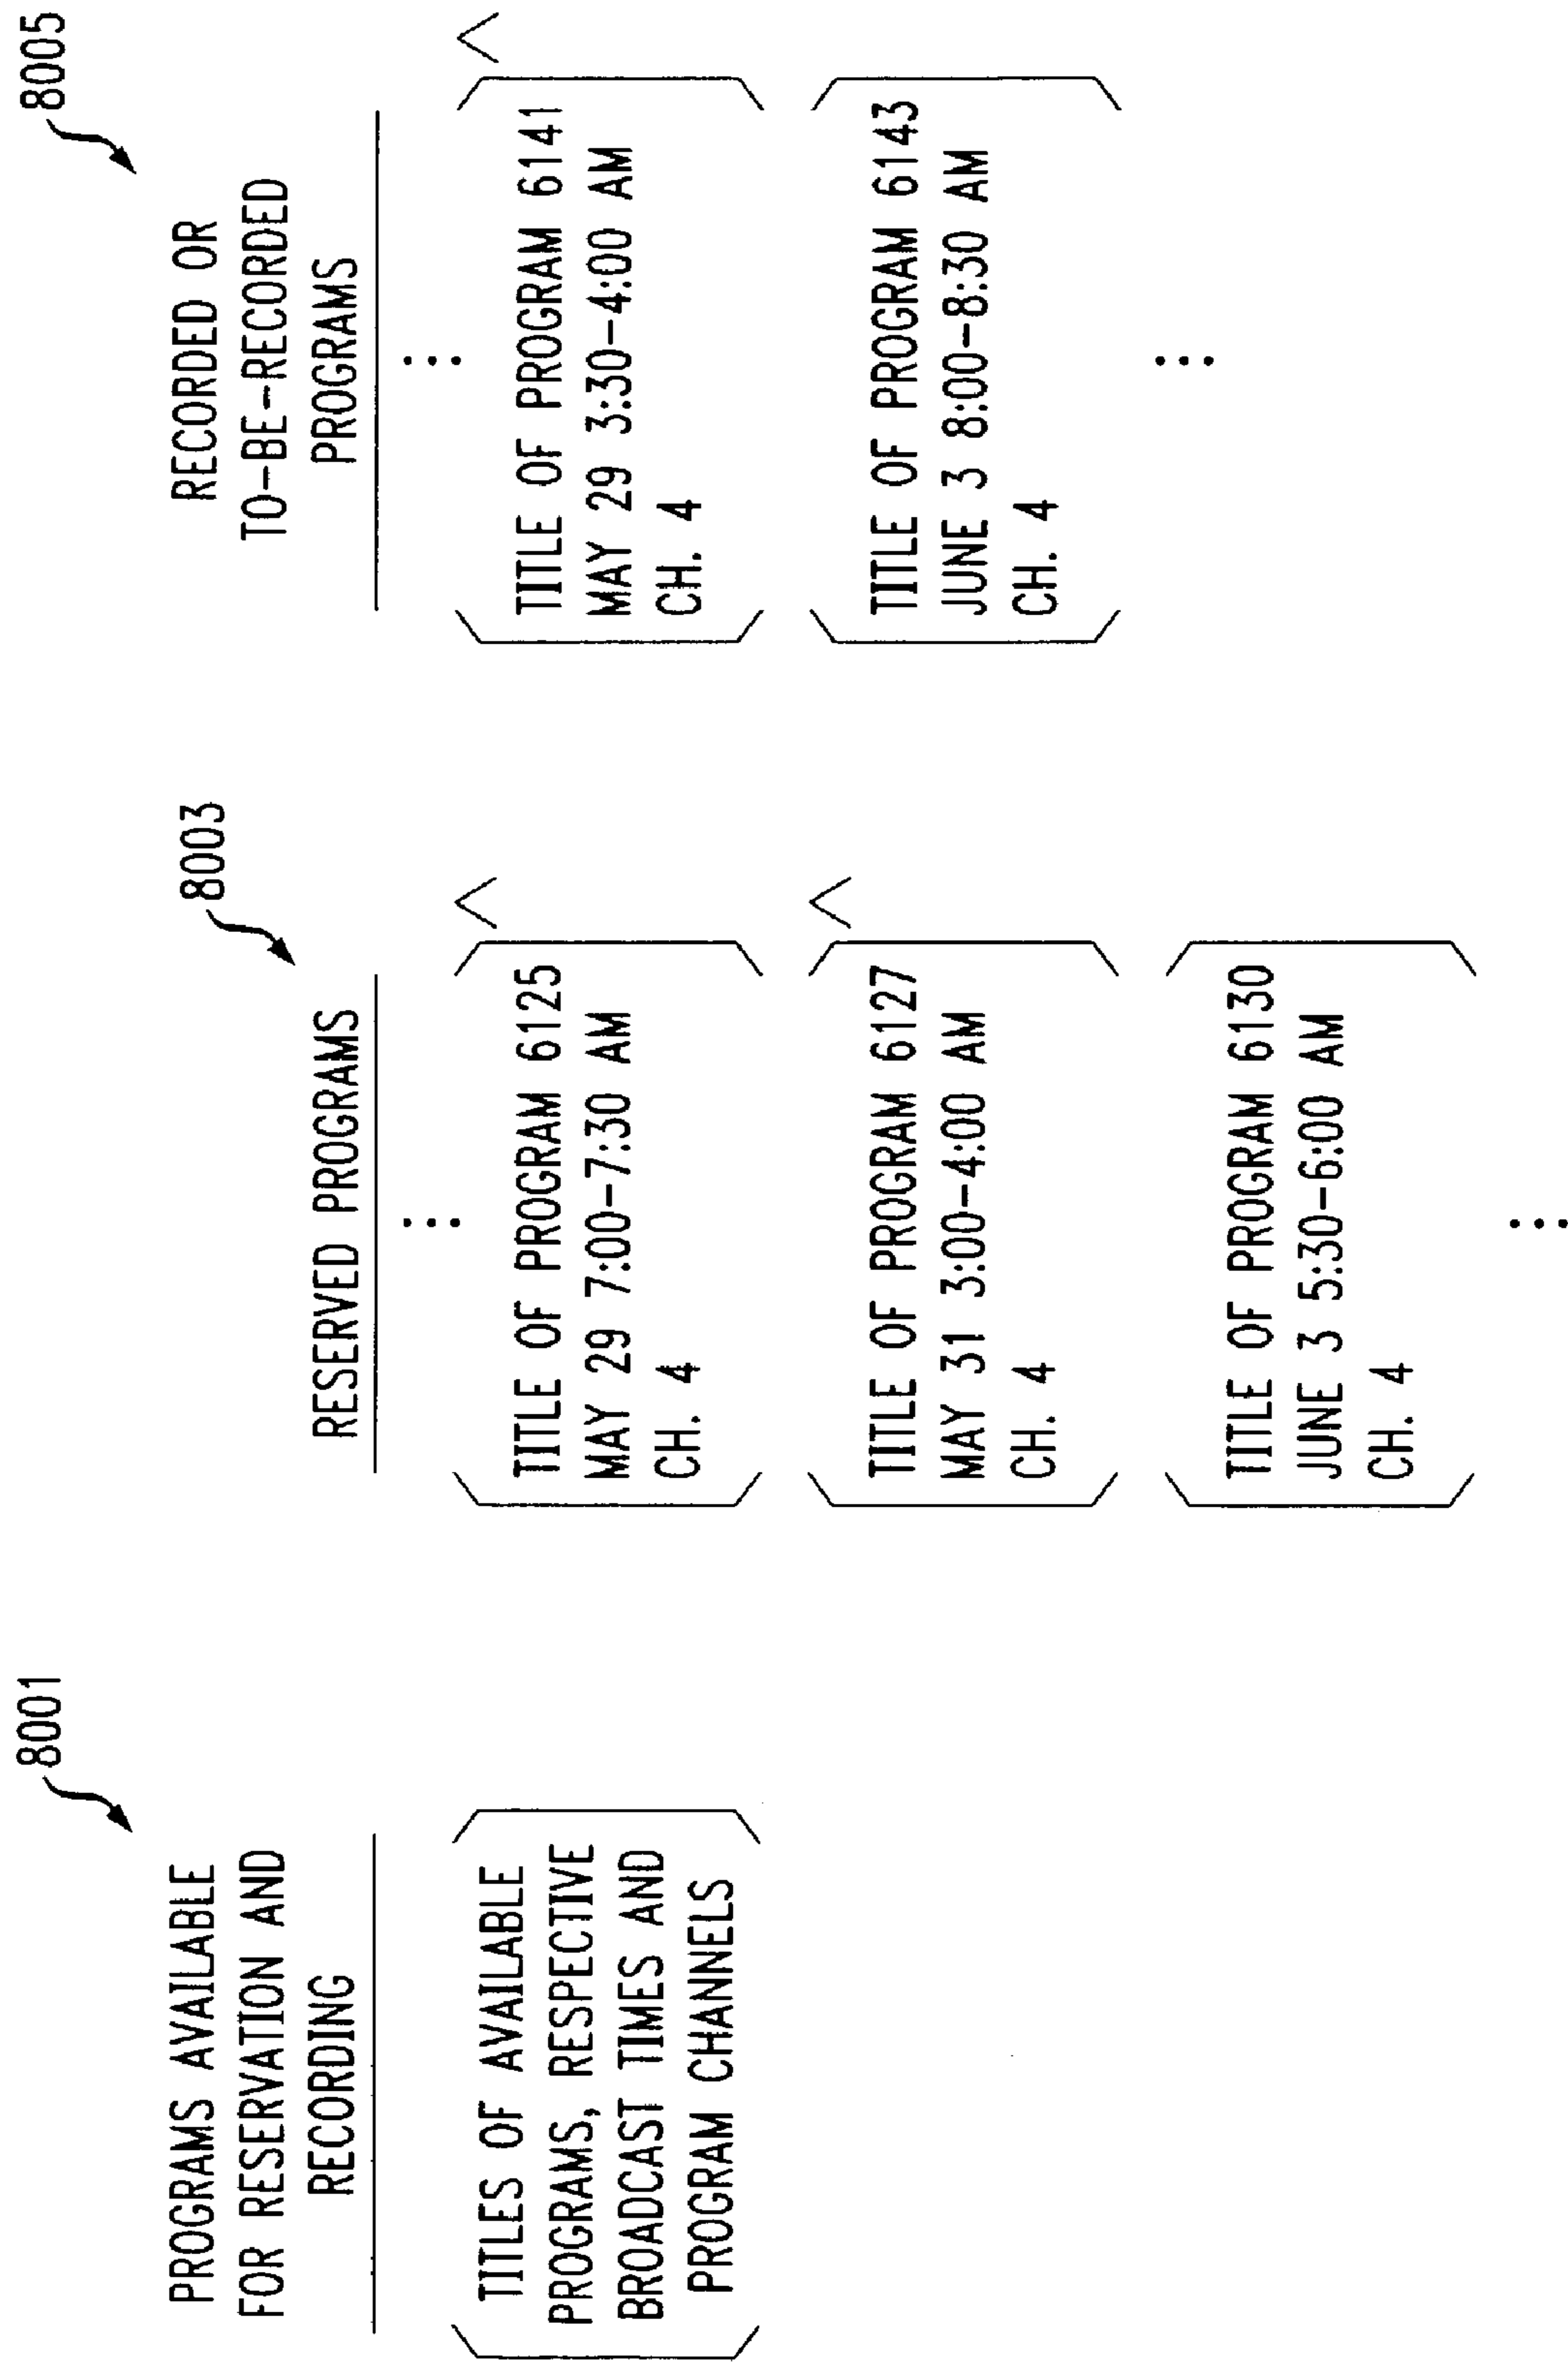 8001
PROGRAMS AVAILABLE
FOR RESERVATION AND
RECORDING
TITLES OF AVAILABLE
PROGRAMS, RESPECTIVE
BROADCAST TIMES AND
PROGRAM CHANNELS
8003
RESERVED PROGRAMS
...
TITLE OF PROGRAM 6125
MAY 29 7:00-7:30 AM
CH. 4
<
TITLE OF PROGRAM 6127
MAY 31 3:00-4:00 AM
CH. 4
<
TITLE OF PROGRAM 6130
JUNE 3 5:30-6:00 AM
CH. 4
...
8005
RECORDED OR
TO-BE-RECORDED
PROGRAMS
...
TITLE OF PROGRAM 6141
MAY 29 3:30-4:00 AM
CH. 4
<
TITLE OF PROGRAM 6143
JUNE 3 8:00-8:30 AM
CH. 4
...